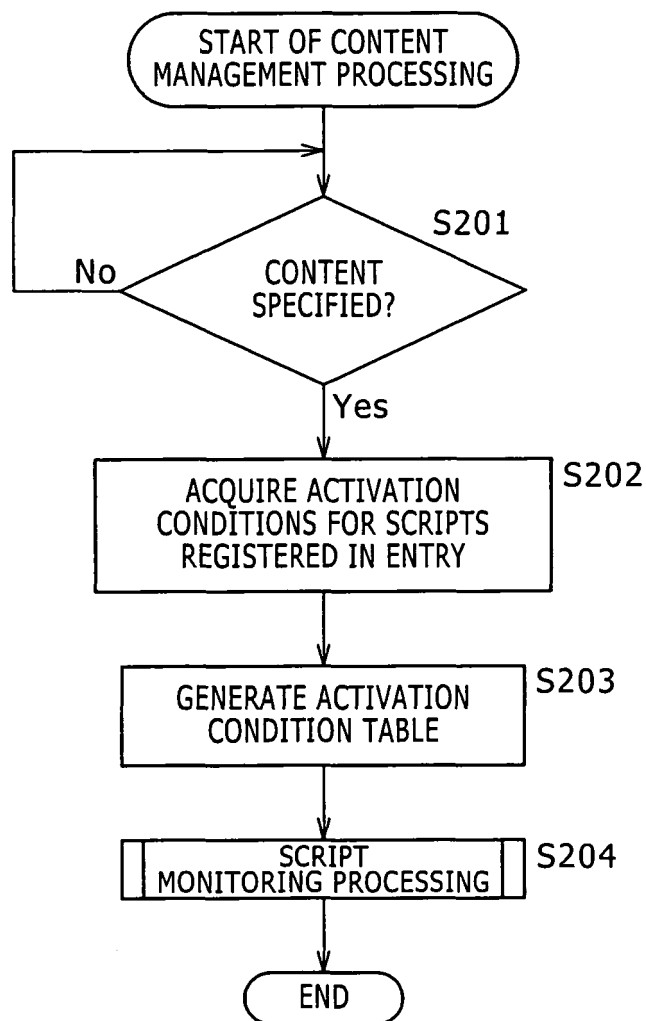 START OF CONTENT
MANAGEMENT PROCESSING
S201
No
CONTENT
SPECIFIED?
Yes
S202
ACQUIRE ACTIVATION
CONDITIONS FOR SCRIPTS
REGISTERED IN ENTRY
S203
GENERATE ACTIVATION
CONDITION TABLE
S204
SCRIPT
MONITORING PROCESSING
END